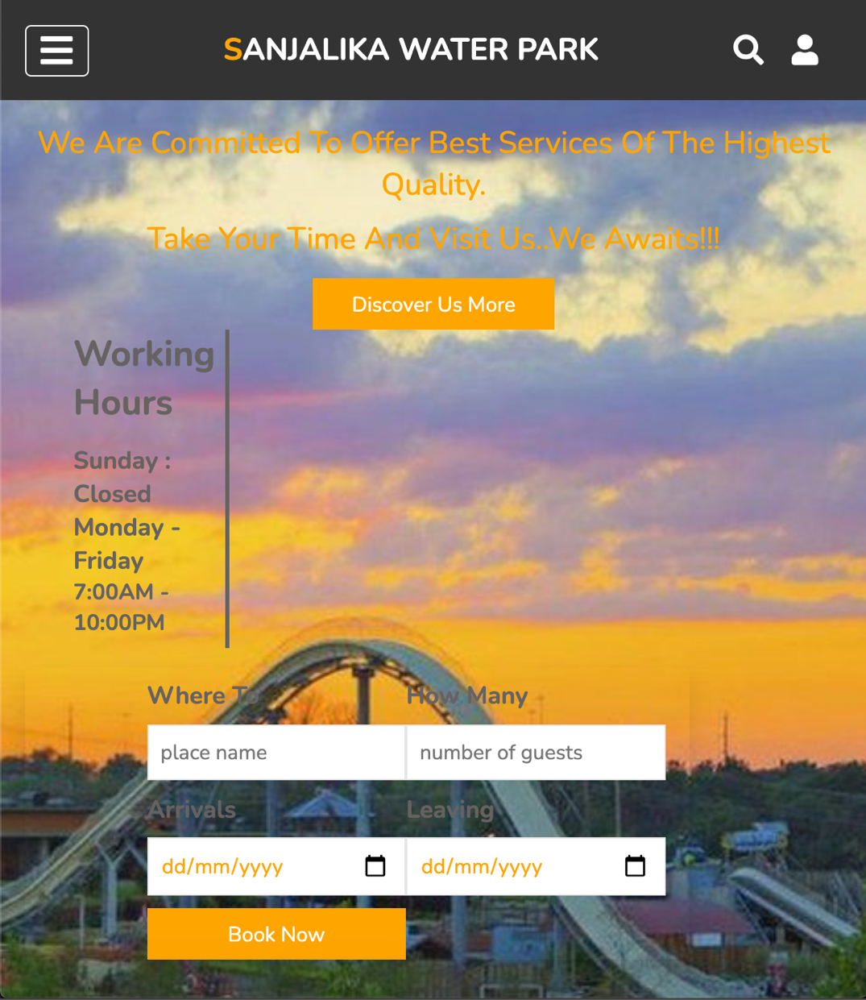 SANJALIKA WATER PARK
We Are Committed To Offer Best Services Of The Highest
Quality.
Take Your Time And Visit Us..We Awaits!!!
Discover Us More
Working
Hours
Sunday :
Closed
Monday -
Friday
7:00AM -
10:00PM
Where To
How Many
place name
number of guests
Arrivals
Leaving
dd/mm/yyyy
dd/mm/yyyy
Book Now